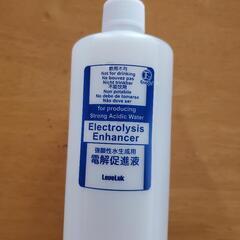 飲用不可
Not for drinking
Ne bouvez pas
Nicht trinken
不能饮用
Non potabile
No debe de tomarse
Não deve ser
for producing
Strong Acidic Water
Electrolysis
Enhancer
強酸性水生成用
電解促進液
LeveLuk